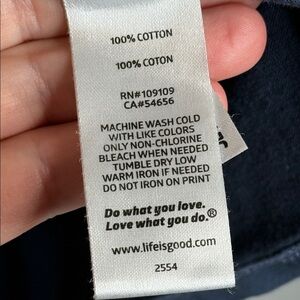 100% COTTON
100% COTON
RN#109109
CA#54656
MACHINE WASH COLD
WITH LIKE COLORS
ONLY NON-CHLORINE
BLEACH WHEN NEEDED
TUMBLE DRY LOW
WARM IRON IF NEEDED
DO NOT IRON ON PRINT
Do what you love.
Love what you do.®
www.lifeisgood.com
2554